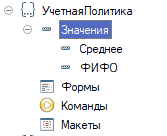 УчетнаяПолитика
Значения
Среднее
ФИФО
Формы
Команды
Макеты